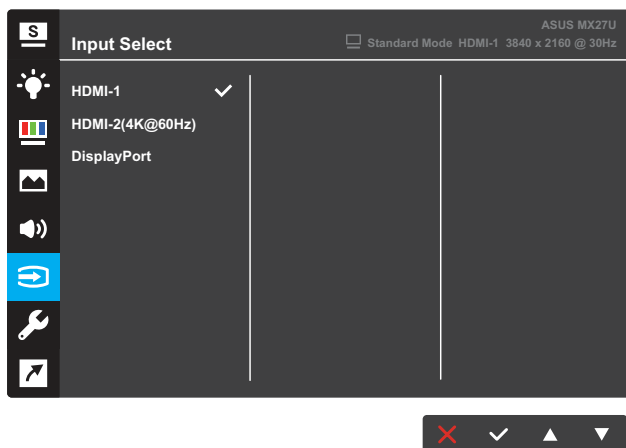 S
ASUS MX27U
Input Select
Standard Mode HDMI-1 3840 x 2160 @ 30Hz
HDMI-1
HDMI-2(4K@60Hz)
DisplayPort